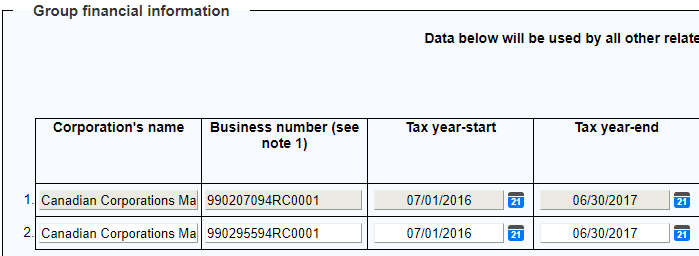 Group financial information
Data below will be used by all other relate
Corporation's name Business number (see note 1) Tax year-start Tax year-end
1. Canadian Corporations Ma 990207094RC0001 07/01/2016 21 06/30/2017 21
2. Canadian Corporations Ma 990295594RC0001 07/01/2016 21 06/30/2017 21